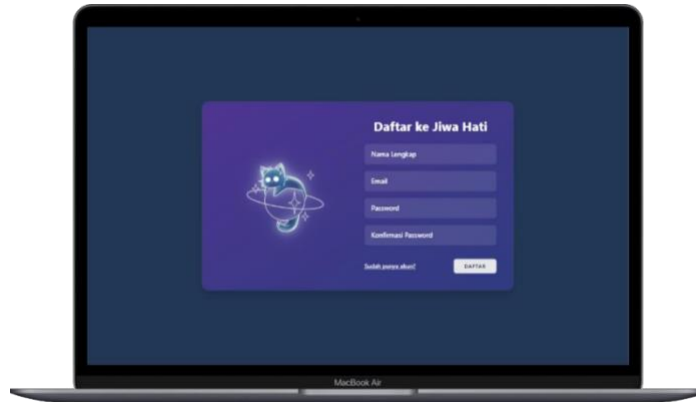 Daftar ke Jiwa Hati
Nama Lengkap
Email
Password
Konfirmasi Password
Sudah punya akun?
DAFTAR
MacBook Air